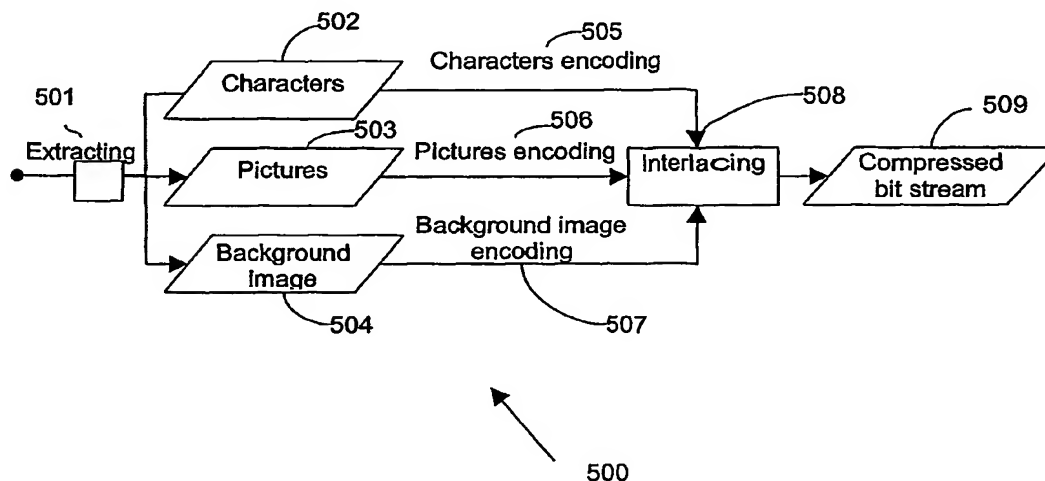 502
505
Characters encoding
Characters
501
Extracting
503
506
Pictures encoding
Pictures
508
Interlacing
509
Compressed
bit stream
Background image
encoding
Background
image
504
507
500